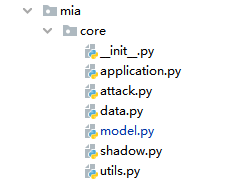 mia
core
__init__.py
application.py
attack.py
data.py
model.py
shadow.py
utils.py